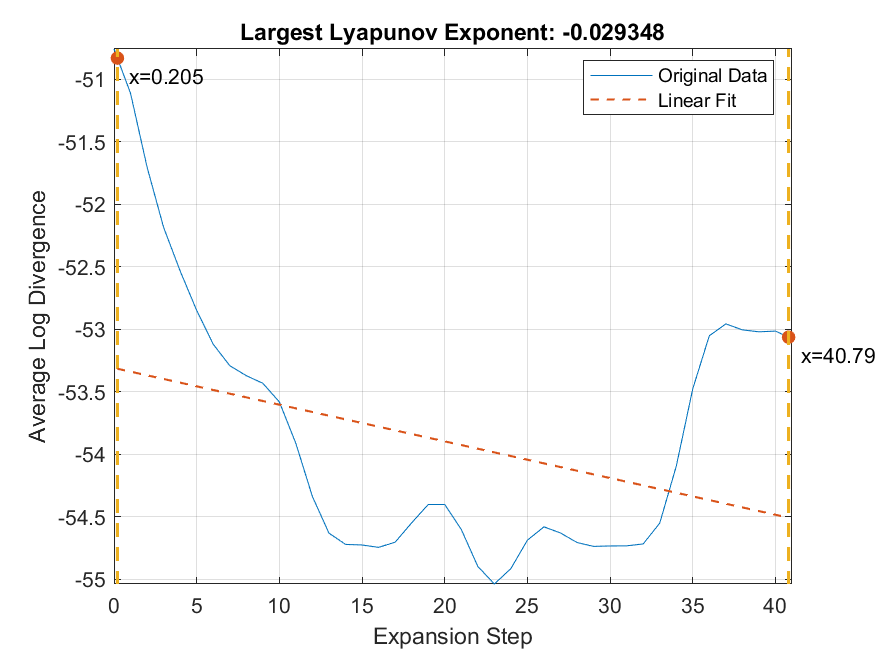 Largest Lyapunov Exponent: -0.029348
Original Data
Linear Fit
x=0.205
x=40.79
Average Log Divergence
-51
-51.5
-52
-52.5
-53
-53.5
-54
-54.5
-55
0 5 10 15 20 25 30 35 40
Expansion Step